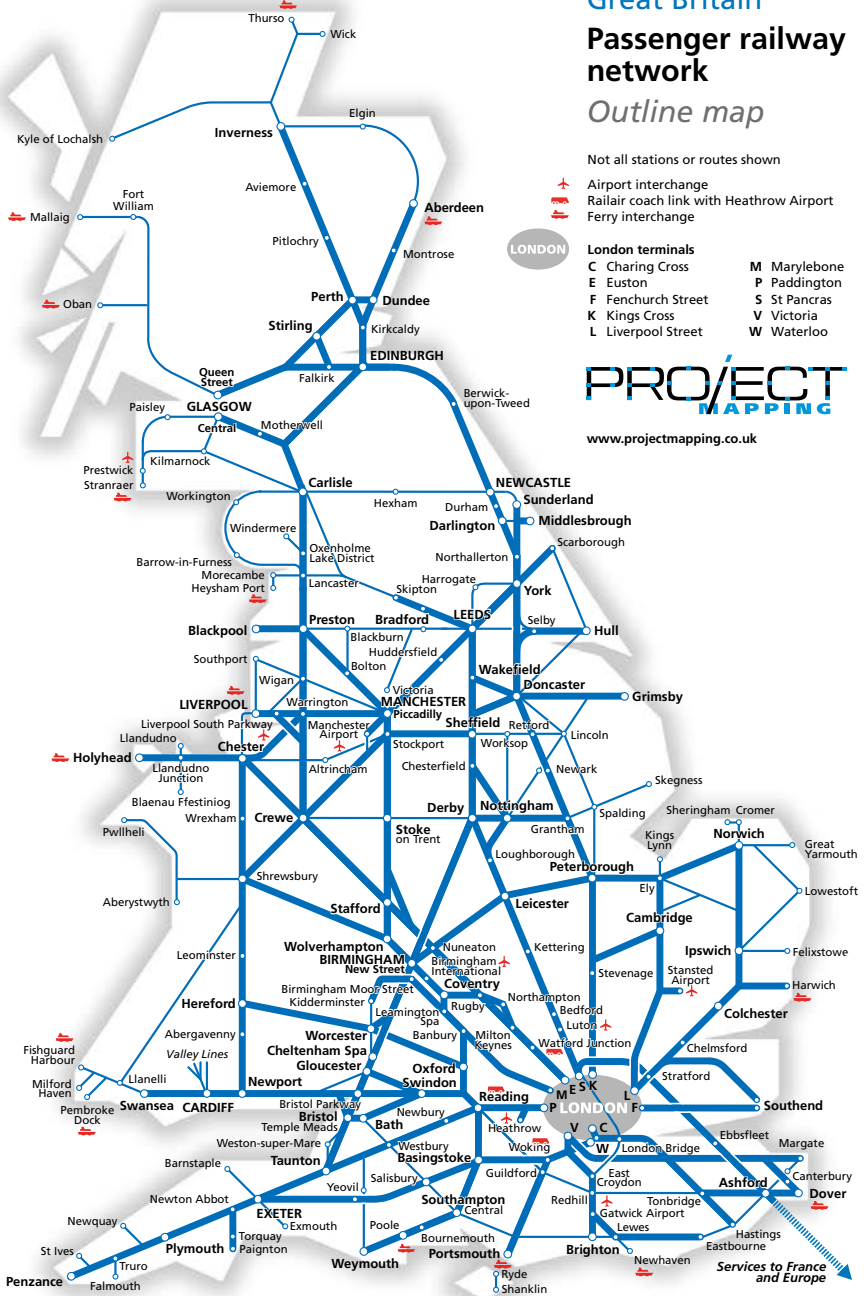 Great Britain
Passenger railway
network
Outline map
Not all stations or routes shown
Airport interchange
Railair coach link with Heathrow Airport
Ferry interchange
LONDON
London terminals
C Charing Cross
E Euston
F Fenchurch Street
K Kings Cross
L Liverpool Street
M Marylebone
P Paddington
S St Pancras
V Victoria
W Waterloo
PROJECT
MAPPING
www.projectmapping.co.uk
Thurso
Wick
Elgin
Kyle of Lochalsh
Inverness
Aviemore
Fort
William
Mallaig
Aberdeen
Pitlochry
Montrose
Oban
Perth
Dundee
Stirling
Kirkcaldy
EDINBURGH
Queen
Street
Falkirk
Berwick-
upon-Tweed
Paisley
GLASGOW
Central
Motherwell
Kilmarnock
Prestwick
Stranraer
Carlisle
NEWCASTLE
Workington
Hexham
Durham
Sunderland
Windermere
Darlington
Middlesbrough
Oxenholme
Lake District
Northallerton
Scarborough
Barrow-in-Furness
Morecambe
Heysham Port
Lancaster
Skipton
Harrogate
York
Preston
Bradford
LEEDS
Selby
Hull
Blackpool
Blackburn
Huddersfield
Southport
Bolton
Wakefield
Wigan
Victoria
Doncaster
Grimsby
LIVERPOOL
Warrington
MANCHESTER
Piccadilly
Liverpool South Parkway
Manchester
Airport
Sheffield
Retford
Llandudno
Chester
Stockport
Worksop
Lincoln
Holyhead
Llandudno
Junction
Altrincham
Chesterfield
Newark
Skegness
Blaenau Ffestiniog
Wrexham
Crewe
Derby
Nottingham
Spalding
Sheringham
Cromer
Pwllheli
Stoke
on Trent
Grantham
Kings
Lynn
Norwich
Great
Yarmouth
Loughborough
Peterborough
Shrewsbury
Ely
Aberystwyth
Stafford
Leicester
Lowestoft
Cambridge
Wolverhampton
BIRMINGHAM
New Street
Nuneaton
Birmingham
International
Kettering
Ipswich
Felixstowe
Leominster
Stevenage
Stansted
Airport
Birmingham Moor Street
Kidderminster
Coventry
Harwich
Hereford
Leamington
Spa
Rugby
Northampton
Bedford
Colchester
Abergavenny
Worcester
Banbury
Milton
Keynes
Luton
Watford Junction
Chelmsford
Valley Lines
Cheltenham Spa
Gloucester
Oxford
Fishguard
Harbour
Llanelli
Newport
Swindon
Reading
M
E
S
K
L
Stratford
Milford
Haven
Pembroke
Dock
Swansea
CARDIFF
Bristol Parkway
Bristol
Temple Meads
Bath
Newbury
P
LONDON
F
Southend
Heathrow
V
C
W
Ebbsfleet
Weston-super-Mare
Westbury
Woking
London Bridge
Margate
Barnstaple
Taunton
Basingstoke
Guildford
East
Croydon
Canterbury
Yeovil
Salisbury
Newton Abbot
Redhill
Tonbridge
Ashford
Dover
EXETER
Southampton
Central
Gatwick Airport
Newquay
Exmouth
Poole
Lewes
Hastings
Torquay
Paignton
Bournemouth
Eastbourne
St Ives
Plymouth
Weymouth
Portsmouth
Brighton
Newhaven
Truro
Penzance
Falmouth
Ryde
Shanklin
Services to France
and Europe